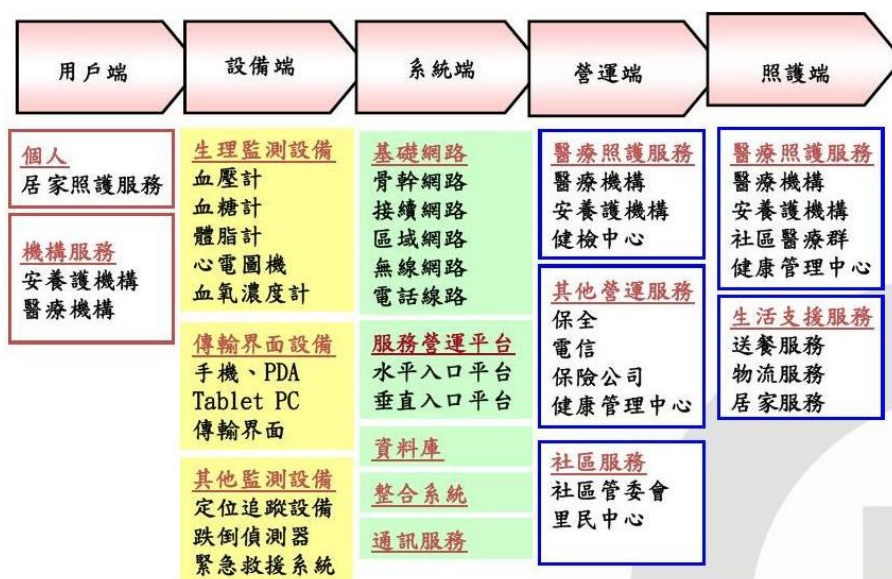 用戶端
設備端
系統端
營運端
照護端
個人
居家照護服務
機構服務
安養護機構
醫療機構
生理監測設備
血壓計
血糖計
體脂計
心電圖機
血氧濃度計
傳輸界面設備
手機、PDA
Tablet PC
傳輸界面
其他監測設備
定位追蹤設備
跌倒偵測器
緊急救援系統
基礎網路
骨幹網路
接續網路
區域網路
無線網路
電話線路
服務營運平台
水平入口平台
垂直入口平台
資料庫
整合系統
通訊服務
醫療照護服務
醫療機構
安養護機構
健檢中心
其他營運服務
保全
電信
保險公司
健康管理中心
社區服務
社區管委會
里民中心
醫療照護服務
醫療機構
安養護機構
社區醫療群
健康管理中心
生活支援服務
送餐服務
物流服務
居家服務